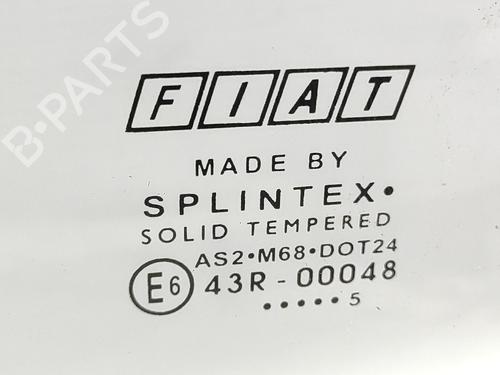 B-PARTS
FIAT
MADE BY
SPLINTEX•
SOLID TEMPERED
AS2•M68•DOT24
E6 43R-00048
•••••5